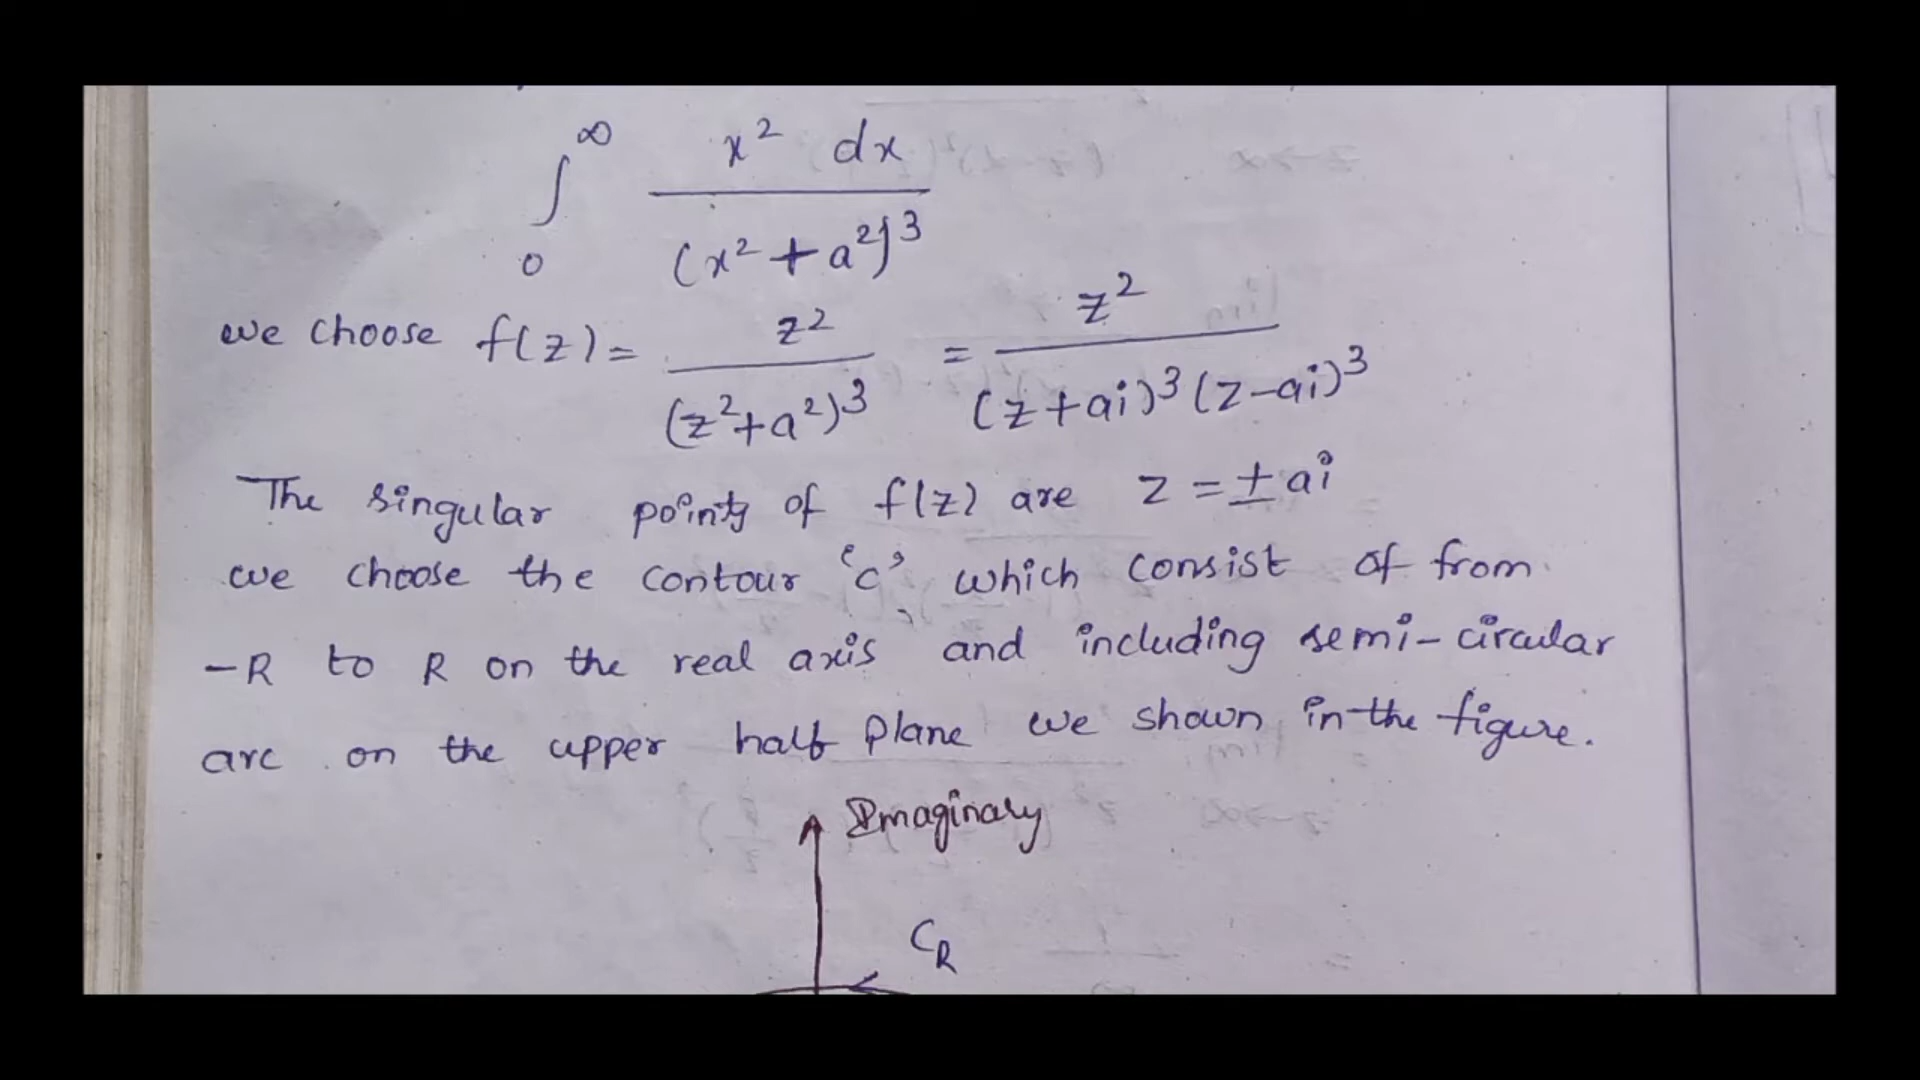 ∫₀^∞ x² dx / (x² + a²)³
we choose f(z) = z² / (z²+a²)³ = z² / (z+ai)³(z-ai)³
The singular points of f(z) are z = ± ai
we choose the contour 'c', which consist of from
-R to R on the real axis and including semi-circular
arc on the upper half plane we shown in the figure.
Imaginary
C_R